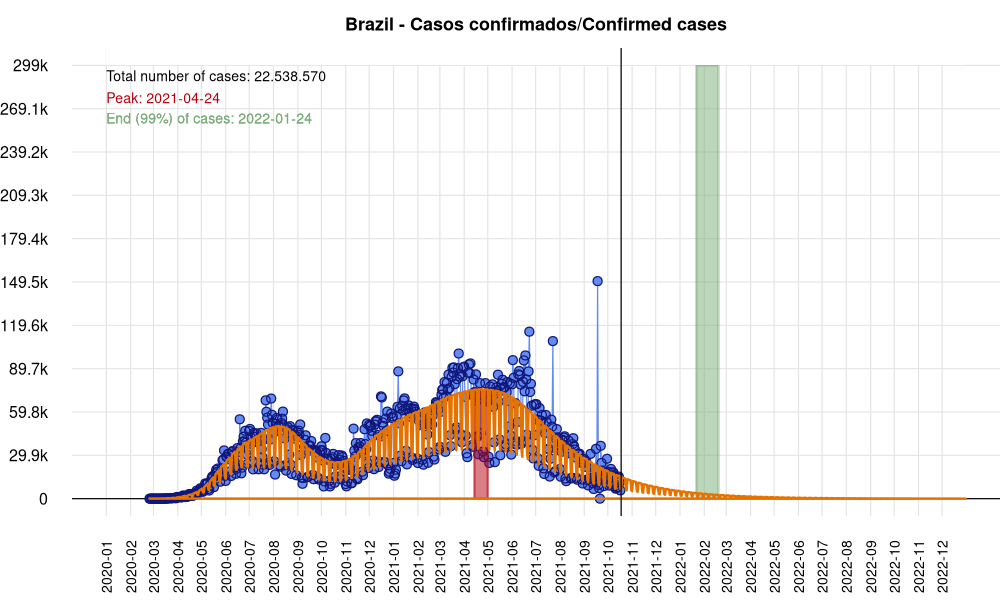 Brazil - Casos confirmados/Confirmed cases
299k
269.1k
239.2k
209.3k
179.4k
149.5k
119.6k
89.7k
59.8k
29.9k
0
Total number of cases: 22.538.570
Peak: 2021-04-24
End (99%) of cases: 2022-01-24
2020-01
2020-02
2020-03
2020-04
2020-05
2020-06
2020-07
2020-08
2020-09
2020-10
2020-11
2020-12
2021-01
2021-02
2021-03
2021-04
2021-05
2021-06
2021-07
2021-08
2021-09
2021-10
2021-11
2021-12
2022-01
2022-02
2022-03
2022-04
2022-05
2022-06
2022-07
2022-08
2022-09
2022-10
2022-11
2022-12